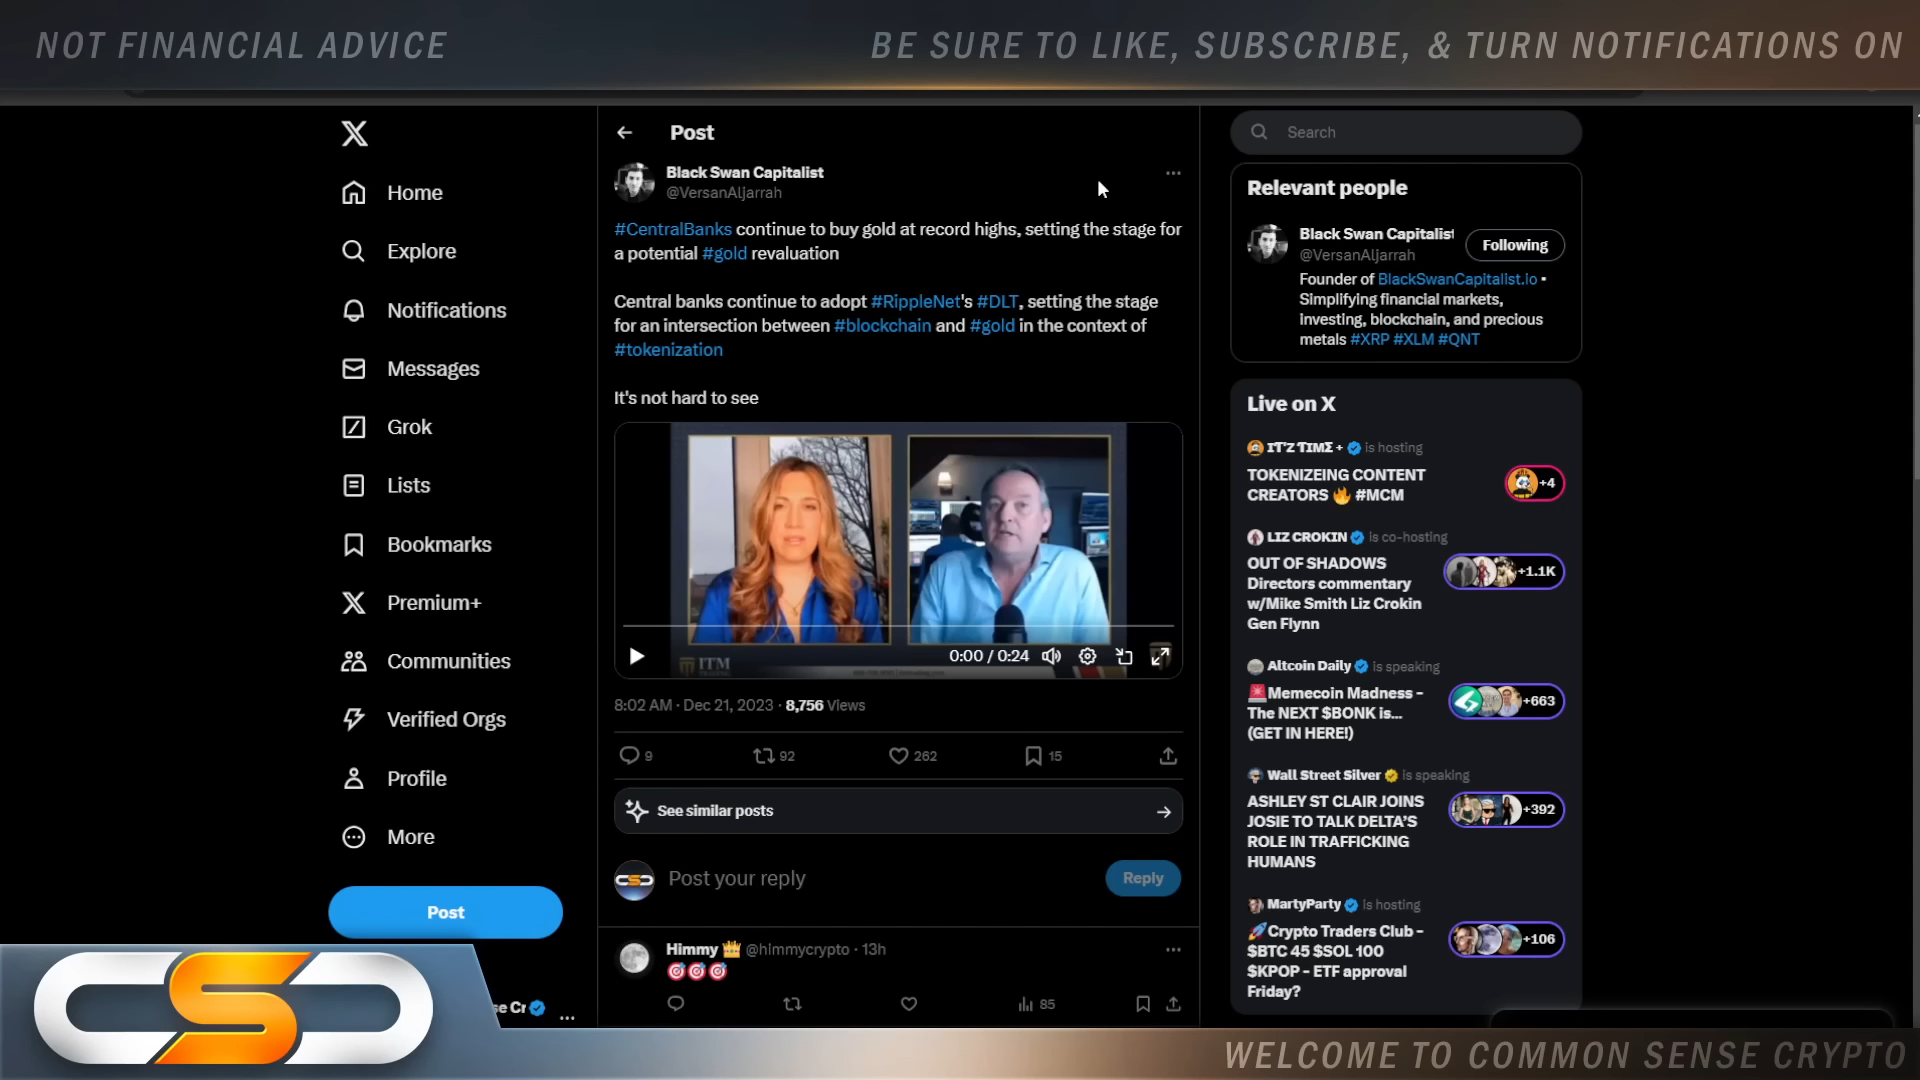 NOT FINANCIAL ADVICE
BE SURE TO LIKE, SUBSCRIBE, & TURN NOTIFICATIONS ON
Home
Explore
Notifications
Messages
Grok
Lists
Bookmarks
Premium+
Communities
Verified Orgs
Profile
More
Post
se Cr
Post
Black Swan Capitalist
@VersanAljarrah
#CentralBanks continue to buy gold at record highs, setting the stage for
a potential #gold revaluation
Central banks continue to adopt #RippleNet's #DLT, setting the stage
for an intersection between #blockchain and #gold in the context of
#tokenization
It's not hard to see
ITM
TRADING
0:00 / 0:24
8:02 AM · Dec 21, 2023 · 8,756 Views
9
92
262
15
See similar posts
Post your reply
Reply
Himmy 👑 @himmycrypto · 13h
🎯🎯🎯
85
Search
Relevant people
Black Swan Capitalist
@VersanAljarrah
Following
Founder of BlackSwanCapitalist.io ▪
Simplifying financial markets,
investing, blockchain, and precious
metals #XRP #XLM #QNT
Live on X
IT'Z TIMΣ + is hosting
TOKENIZEING CONTENT
CREATORS 🔥 #MCM
+4
LIZ CROKIN is co-hosting
OUT OF SHADOWS
Directors commentary
w/Mike Smith Liz Crokin
Gen Flynn
+1.1K
Altcoin Daily is speaking
🚨Memecoin Madness -
The NEXT $BONK is...
(GET IN HERE!)
+663
Wall Street Silver is speaking
ASHLEY ST CLAIR JOINS
JOSIE TO TALK DELTA'S
ROLE IN TRAFFICKING
HUMANS
+392
MartyParty is hosting
🚀Crypto Traders Club -
$BTC 45 $SOL 100
$KPOP - ETF approval
Friday?
+106
CSC
WELCOME TO COMMON SENSE CRYPTO